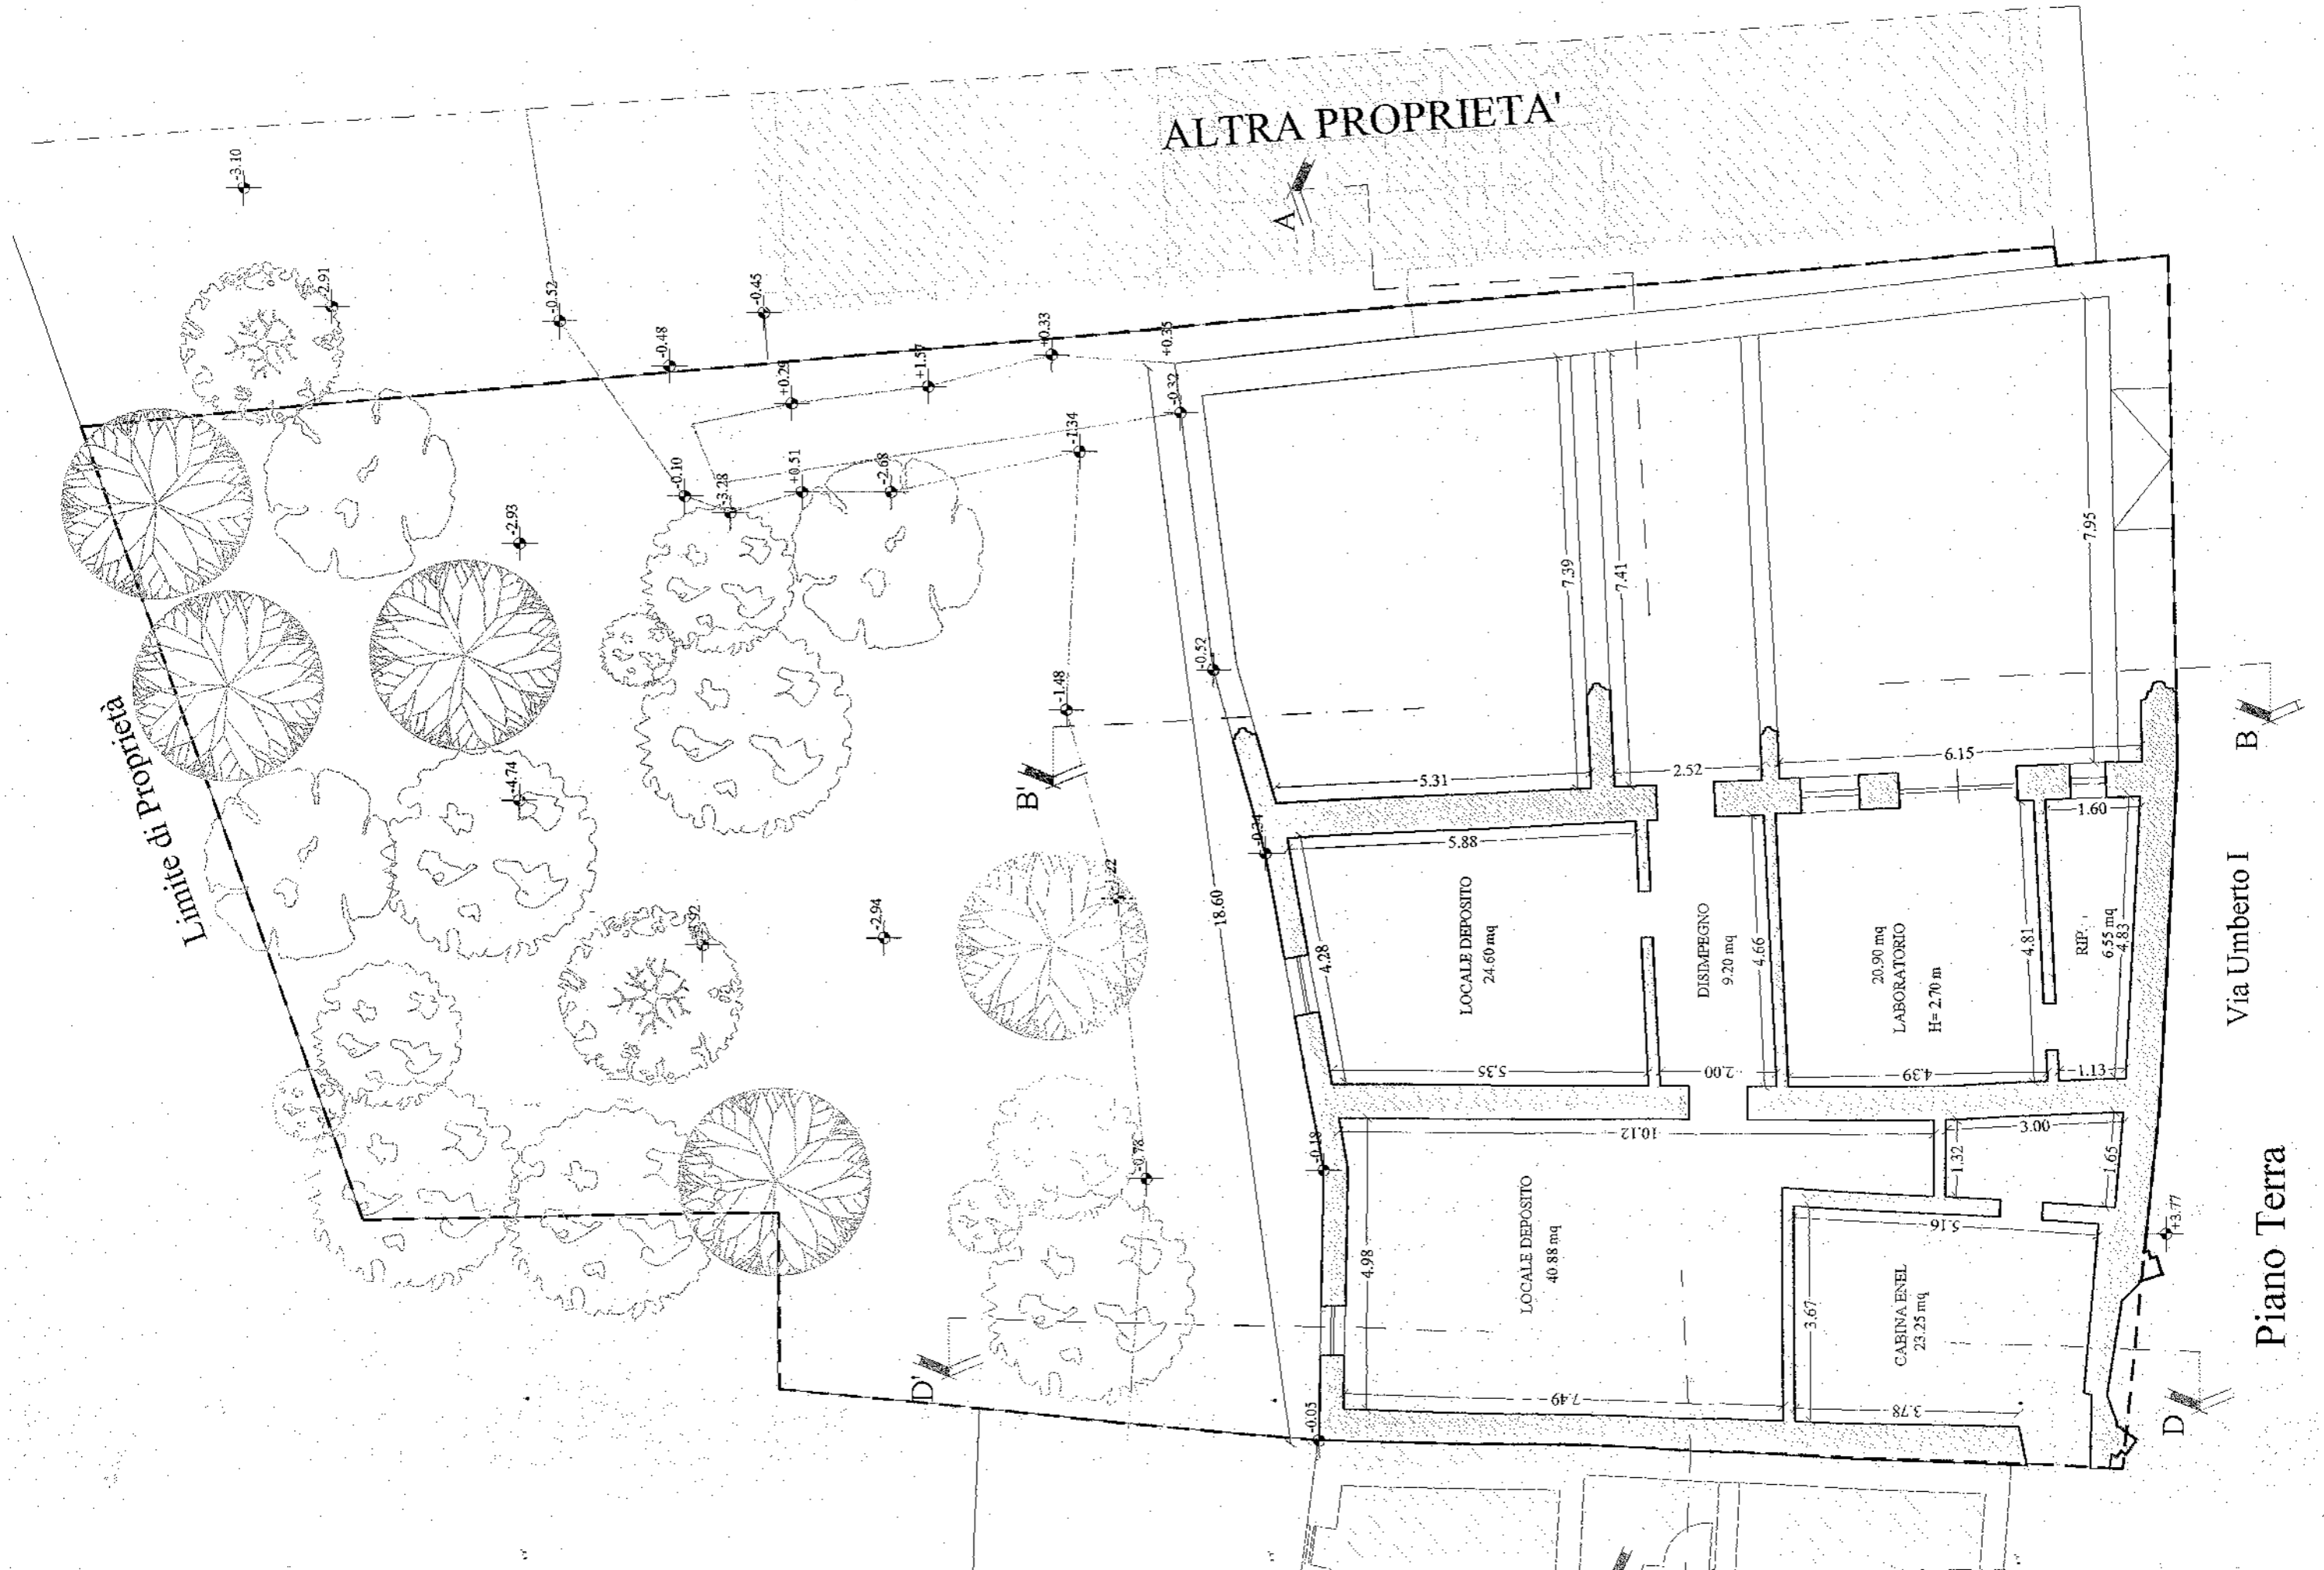 ALTRA PROPRIETA'
A
-3.10
-2.91
-0.52
-0.45
-0.48
+0.29
+1.57
+0.33
+0.35
-0.32
-1.34
-0.10
-3.28
+0.51
-2.68
-2.93
7.39
7.41
7.95
-0.52
-1.48
B'
B
Limite di Proprietà
-4.74
5.31
2.52
6.15
-0.34
5.88
1.60
-2.94
18.60
4.28
LOCALE DEPOSITO
24.60 mq
DISIMPEGNO
9.20 mq
4.66
20.90 mq
LABORATORIO
H= 2.70 m
4.81
RIP.
6.55 mq
4.83
Via Umberto I
5.35
2.00
4.39
1.13
-0.78
-0.18
10.12
3.00
1.32
1.65
LOCALE DEPOSITO
40.88 mq
4.98
5.16
+3.77
CABINA ENEL
23.25 mq
3.67
D'
7.49
3.78
-0.05
D
Piano Terra